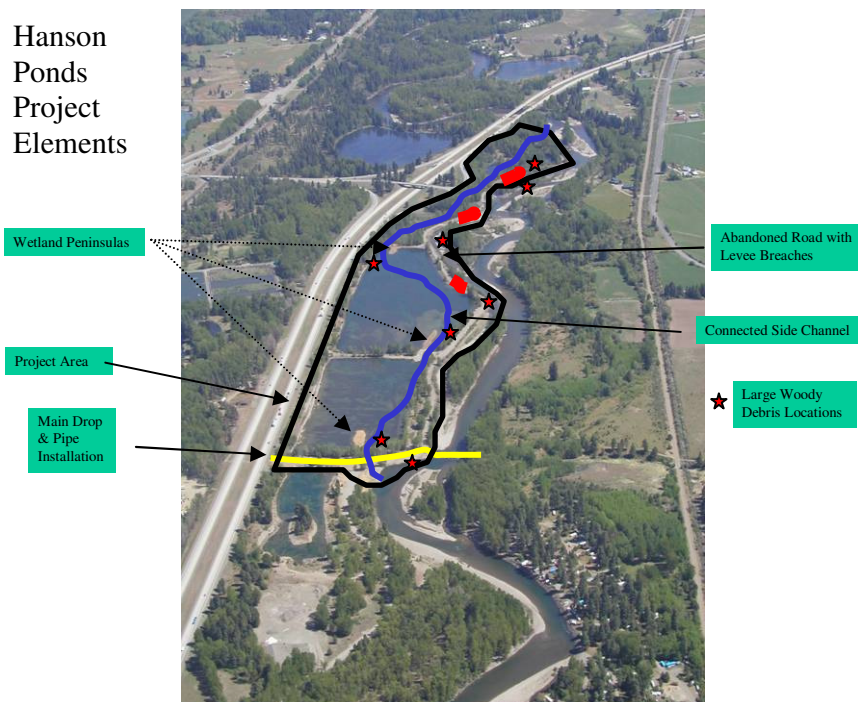 Hanson
Ponds
Project
Elements
Wetland Peninsulas
Abandoned Road with
Levee Breaches
Connected Side Channel
Project Area
Large Woody
Debris Locations
Main Drop
& Pipe
Installation